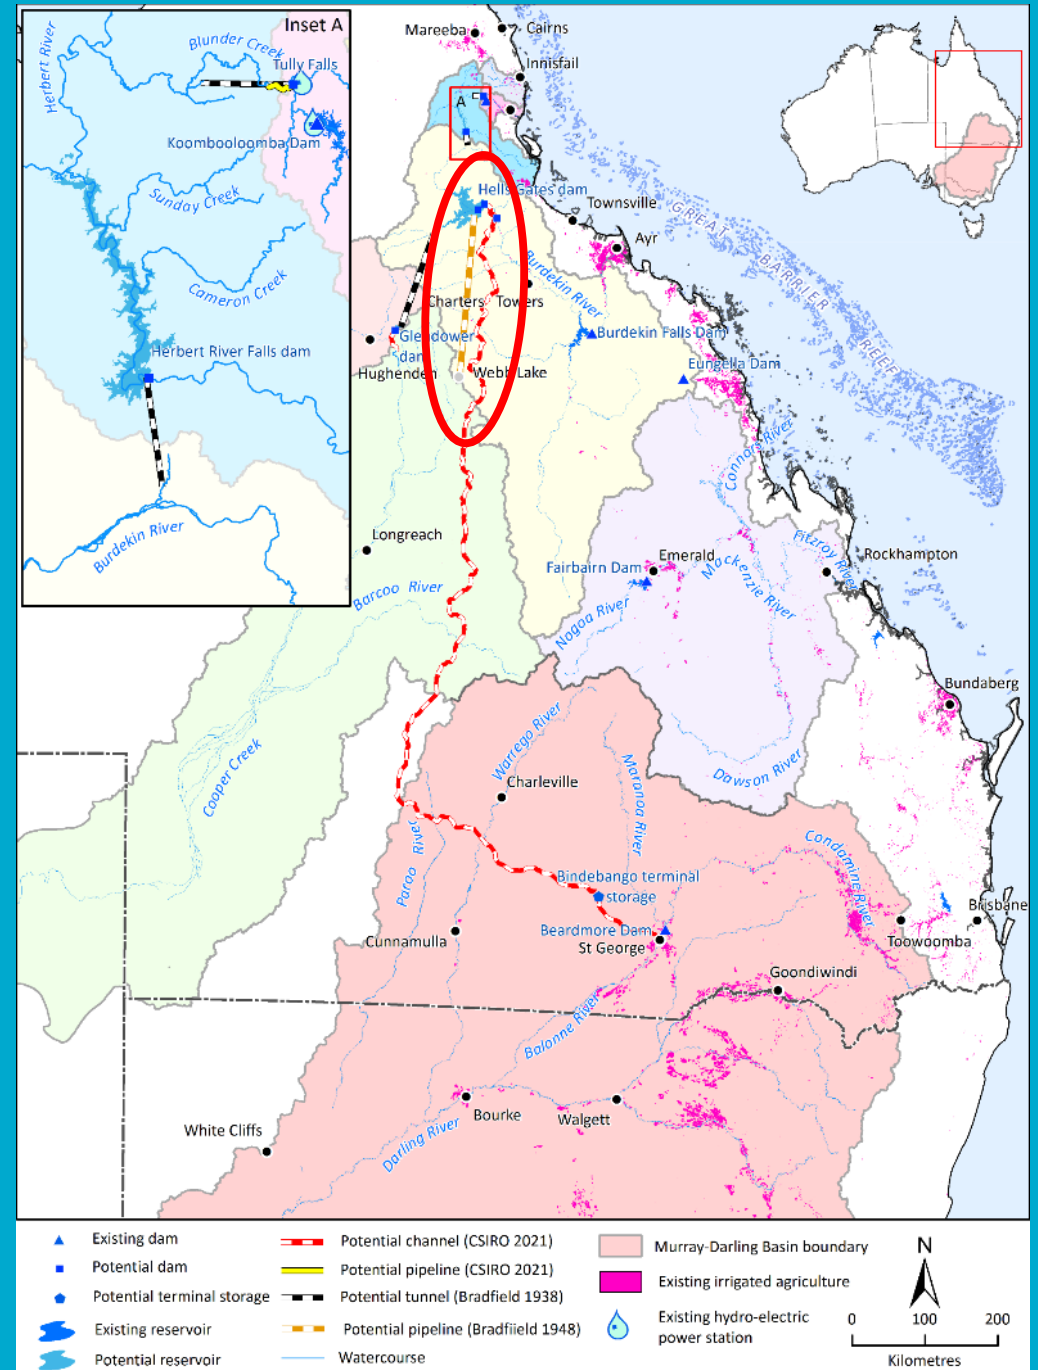 Inset A
Herbert River
Blunder Creek
Tully Falls
Koombooloomba Dam
Sunday Creek
Cameron Creek
Herbert River Falls dam
Burdekin River
Mareeba
Cairns
Innisfail
A
Hells Gates dam
Townsville
GREAT BARRIER REEF
Ayr
Burdekin River
Charters Towers
Glendower
dam
Hughenden
Webb Lake
Burdekin Falls Dam
Eungella Dam
Connors River
Longreach
Barcoo River
Emerald
Fairbairn Dam
Mackenzie River
Fitzroy River
Rockhampton
Nogoa River
Bundaberg
Cooper Creek
Warrego River
Maranoa River
Dawson River
Charleville
Paroo River
Condamine River
Bindebango terminal
storage
Brisbane
Cunnamulla
Beardmore Dam
St George
Toowoomba
Goondiwindi
Balonne River
Bourke
Walgett
White Cliffs
Darling River
Existing dam
Potential dam
Potential terminal storage
Existing reservoir
Potential reservoir
Potential channel (CSIRO 2021)
Potential pipeline (CSIRO 2021)
Potential tunnel (Bradfield 1938)
Potential pipeline (Bradfiield 1948)
Watercourse
Murray-Darling Basin boundary
Existing irrigated agriculture
Existing hydro-electric
power station
N
0 100 200
Kilometres